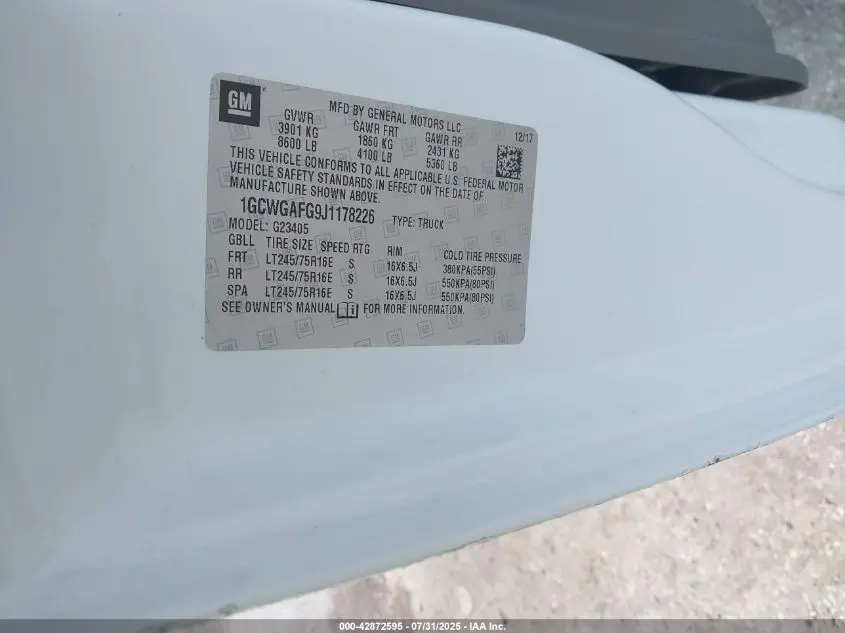 GM
MFD BY GENERAL MOTORS LLC
12/17
GVWR GAWR FRT GAWR RR
3901 KG 1860 KG 2431 KG
8600 LB 4100 LB 5360 LB
THIS VEHICLE CONFORMS TO ALL APPLICABLE U.S. FEDERAL MOTOR
VEHICLE SAFETY STANDARDS IN EFFECT ON THE DATE OF
MANUFACTURE SHOWN ABOVE.
1GCWGAFG9J1178226 TYPE: TRUCK
MODEL: G23405
GBLL TIRE SIZE SPEED RTG RIM COLD TIRE PRESSURE
FRT LT245/75R16E S 16X6.5J 380KPA(55PSI)
RR LT245/75R16E S 16X6.5J 550KPA(80PSI)
SPA LT245/75R16E S 16X6.5J 550KPA(80PSI)
SEE OWNER'S MANUAL i FOR MORE INFORMATION.
000-42872595 - 07/31/2025 - IAA Inc.